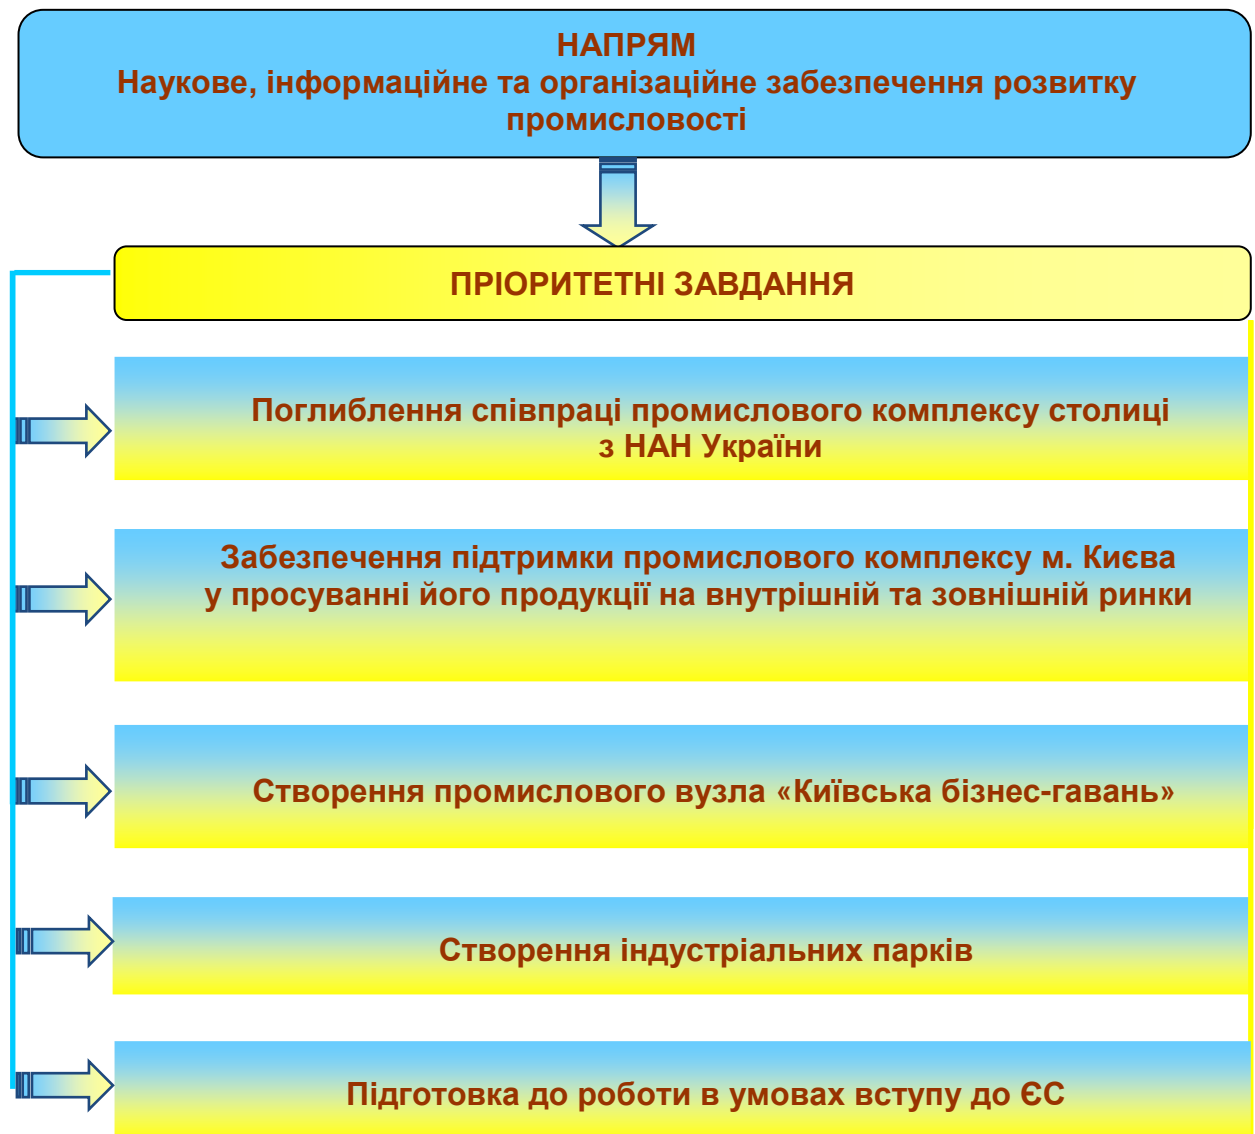 НАПРЯМ
Наукове, інформаційне та організаційне забезпечення розвитку
промисловості
ПРІОРИТЕТНІ ЗАВДАННЯ
Поглиблення співпраці промислового комплексу столиці
з НАН України
Забезпечення підтримки промислового комплексу м. Києва
у просуванні його продукції на внутрішній та зовнішній ринки
Створення промислового вузла «Київська бізнес-гавань»
Створення індустріальних парків
Підготовка до роботи в умовах вступу до ЄС